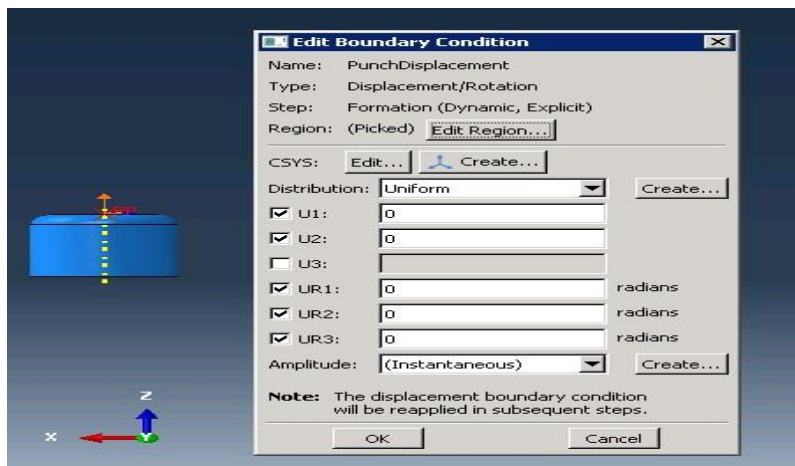 Edit Boundary Condition
Name: PunchDisplacement
Type: Displacement/Rotation
Step: Formation (Dynamic, Explicit)
Region: (Picked) Edit Region...
CSYS: Edit... Create...
Distribution: Uniform Create...
U1: 0
U2: 0
U3:
UR1: 0 radians
UR2: 0 radians
UR3: 0 radians
Amplitude: (Instantaneous) Create...
Note: The displacement boundary condition
will be reapplied in subsequent steps.
OK Cancel
Z
X Y